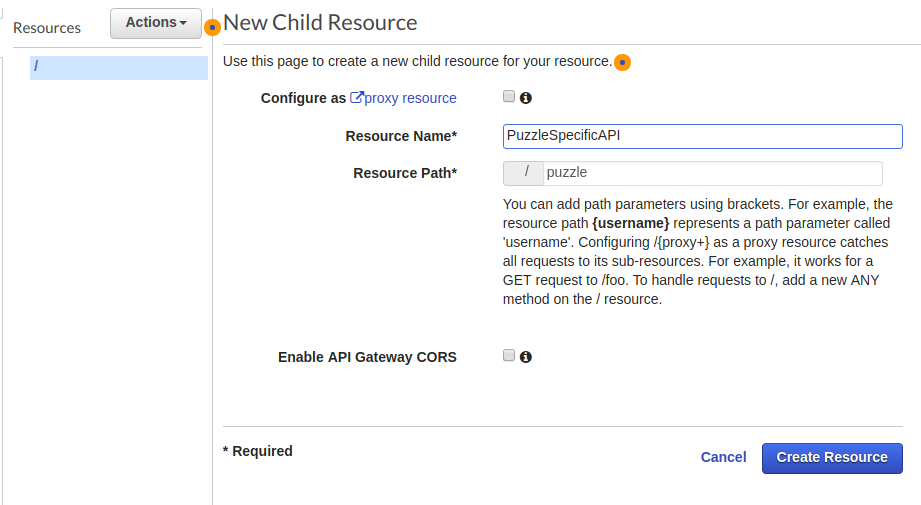 Resources
Actions
/
New Child Resource
Use this page to create a new child resource for your resource.
Configure as proxy resource
Resource Name*
PuzzleSpecificAPI
Resource Path*
/ puzzle
You can add path parameters using brackets. For example, the
resource path {username} represents a path parameter called
'username'. Configuring /{proxy+} as a proxy resource catches
all requests to its sub-resources. For example, it works for a
GET request to /foo. To handle requests to /, add a new ANY
method on the / resource.
Enable API Gateway CORS
* Required
Cancel
Create Resource